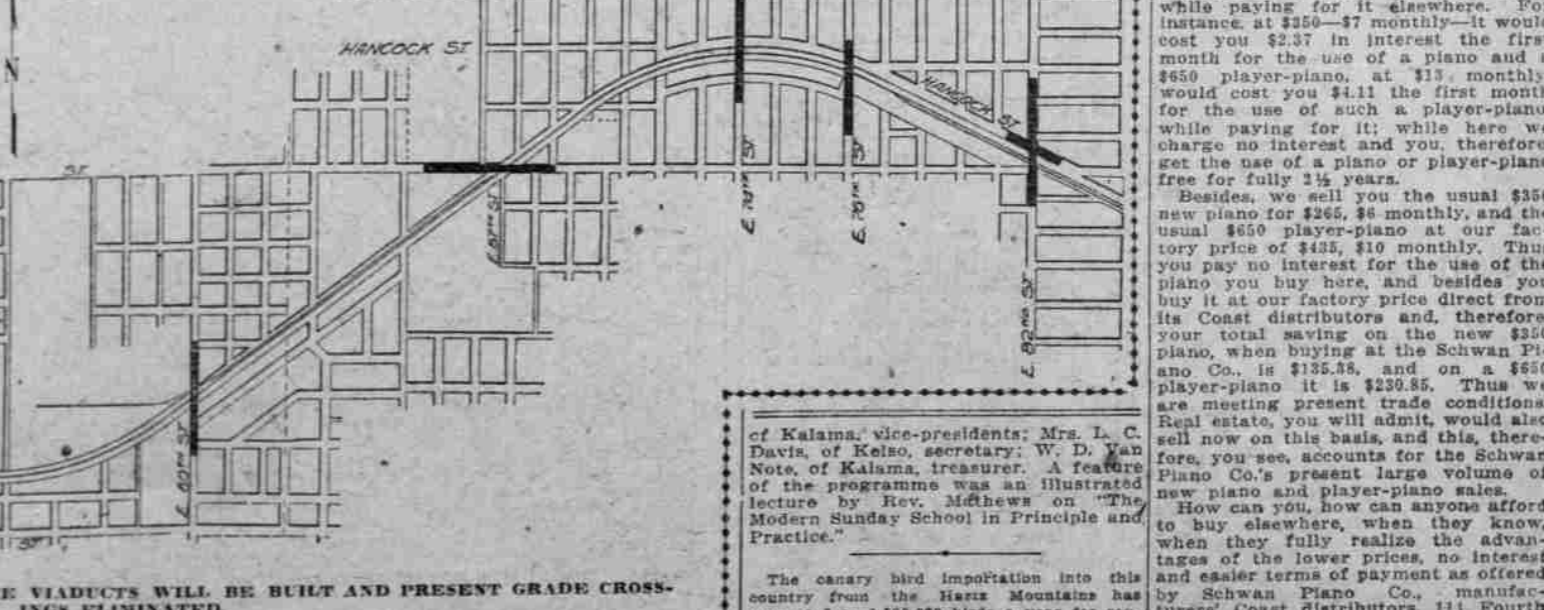 N
HANCOCK ST
HANCOCK ST
ST
57TH ST
E. 76TH ST
E. 82ND ST
E. 60TH ST
ST
E VIADUCTS WILL BE BUILT AND PRESENT GRADE CROSS-
INGS ELIMINATED
of Kalama, vice-presidents; Mrs. L. C.
Davis, of Kelso, secretary; W. D. Van
Note, of Kalama, treasurer. A feature
of the programme was an illustrated
lecture by Rev. Mathews on "The
Modern Sunday School in Principle and
Practice."
The canary bird importation into this
country from the Hartz Mountains has
while paying for it elsewhere. For
instance, at $350—$7 monthly—it would
cost you $2.37 in interest the first
month for the use of a piano and a
$650 player-piano, at $13 monthly
would cost you $4.11 the first month
for the use of such a player-piano
while paying for it; while here we
charge no interest and you, therefore
get the use of a piano or player-piano
free for fully 2½ years.
Besides, we sell you the usual $350
new piano for $265, $6 monthly, and the
usual $650 player-piano at our fac-
tory price of $435, $10 monthly. Thus
you pay no interest for the use of the
piano you buy here, and besides you
buy it at our factory price direct from
its Coast distributors and, therefore
your total saving on the new $350
piano, when buying at the Schwan Pi-
ano Co., is $135.38, and on a $650
player-piano it is $230.85. Thus we
are meeting present trade conditions
Real estate, you will admit, would also
sell now on this basis, and this, there-
fore, you see, accounts for the Schwan
Piano Co.'s present large volume of
new piano and player-piano sales.
How can you, how can anyone afford
to buy elsewhere, when they know,
when they fully realize the advan-
tages of the lower prices, no interest
and easier terms of payment as offered
by Schwan Piano Co., manufac-
turers' Coast distributors, 111 Fourth